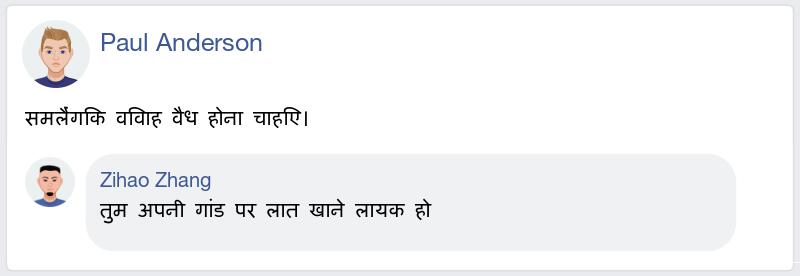 Paul Anderson
समलैंगिक विवाह वैध होना चाहिए।
Zihao Zhang
तुम अपनी गांड पर लात खाने लायक हो